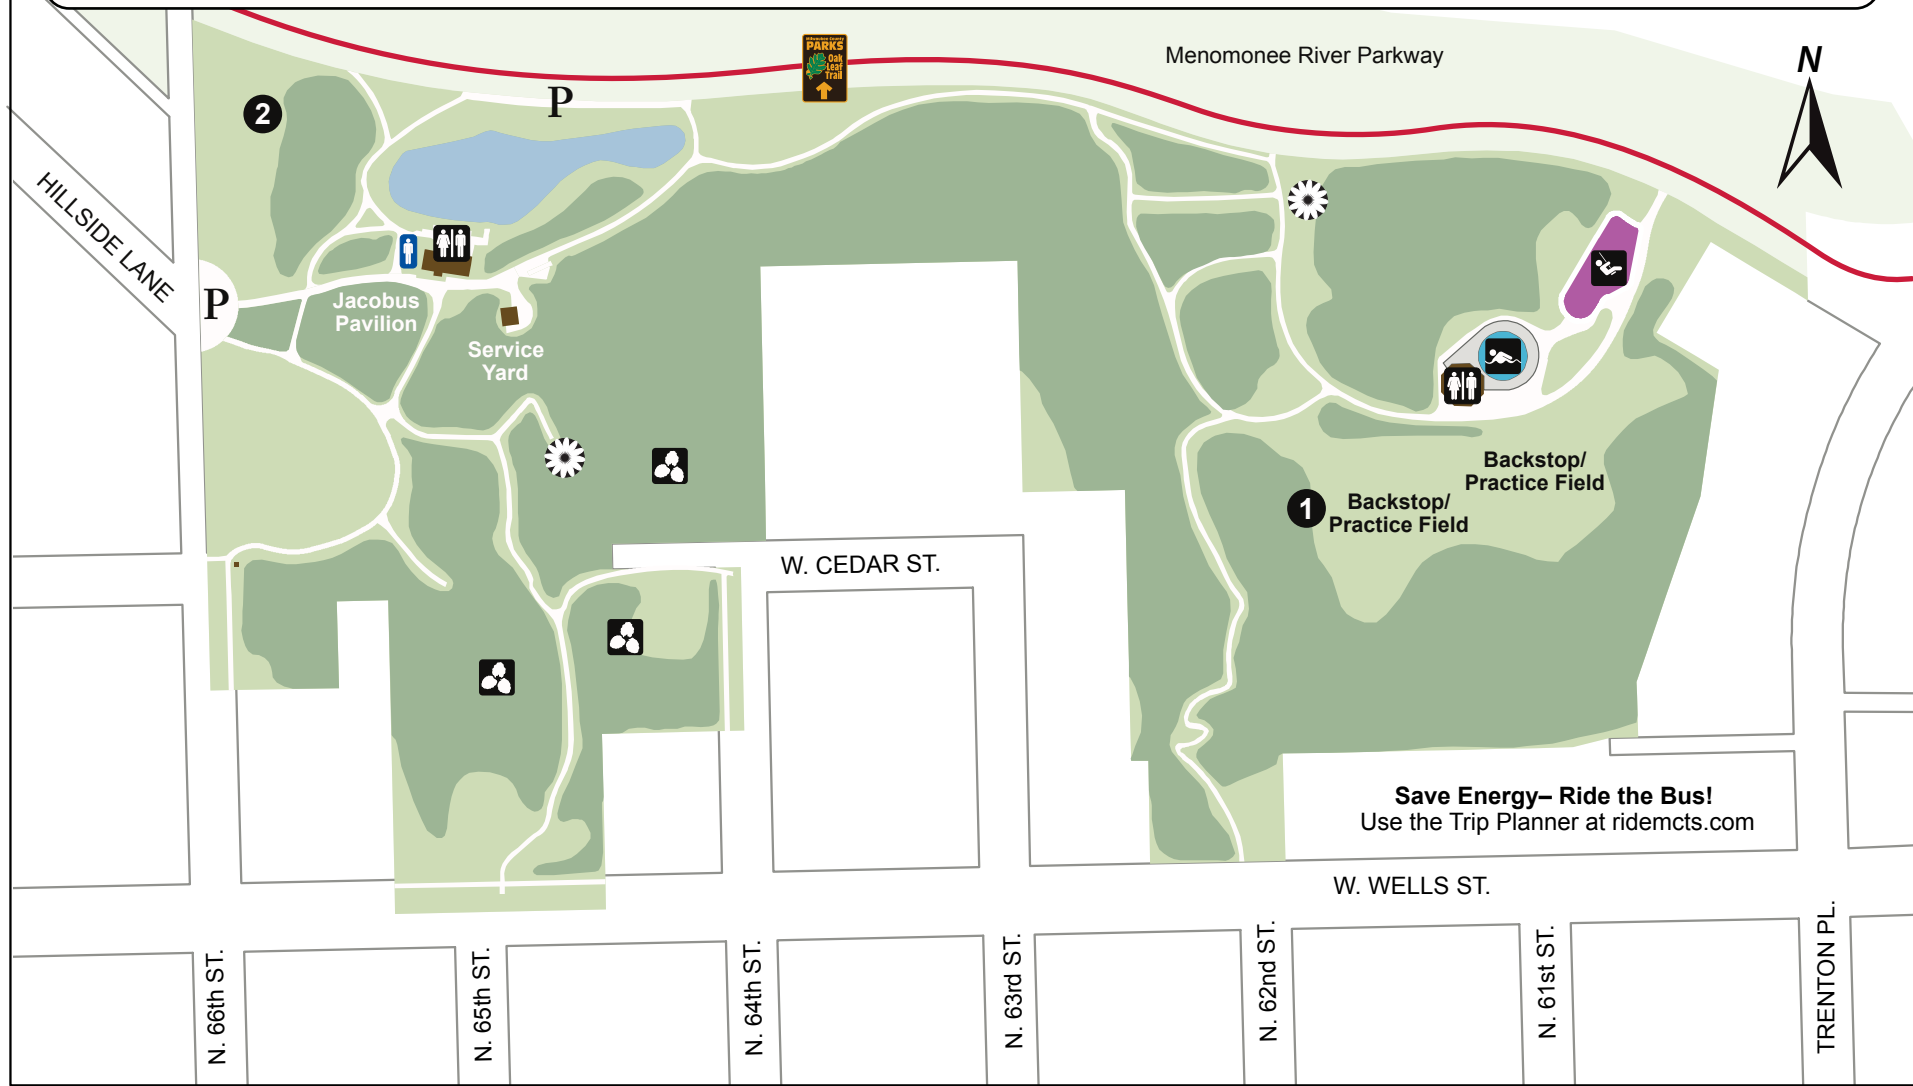 Menomonee River Parkway
N
Milwaukee County
PARKS
Oak
Leaf
Trail
P
2
HILLSIDE LANE
P
Jacobus
Pavilion
Service
Yard
Backstop/
Practice Field
1
Backstop/
Practice Field
W. CEDAR ST.
Save Energy– Ride the Bus!
Use the Trip Planner at ridemcts.com
W. WELLS ST.
N. 66th ST.
N. 65th ST.
N. 64th ST.
N. 63rd ST.
N. 62nd ST.
N. 61st ST.
TRENTON PL.